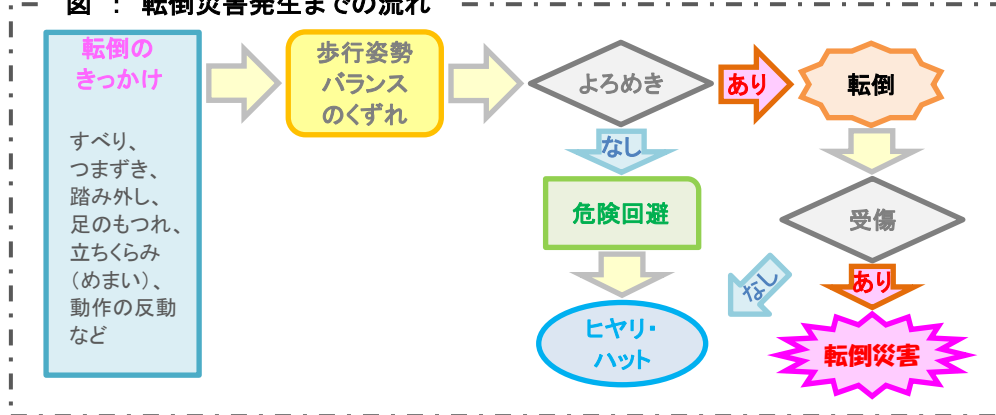 図 : 転倒災害発生までの流れ
転倒の
きっかけ
すべり、
つまずき、
踏み外し、
足のもつれ、
立ちくらみ
（めまい）、
動作の反動
など
歩行姿勢
バランス
のくずれ
よろめき
あり
転倒
なし
危険回避
受傷
なし
あり
ヒヤリ・
ハット
転倒災害